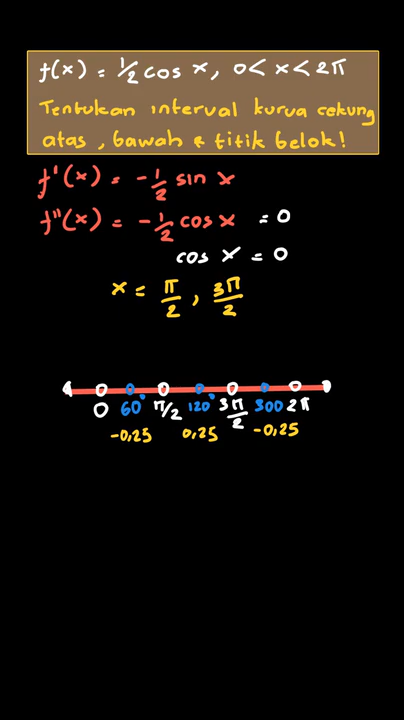 f(x) = 1/2 cos x, 0 < x < 2π
Tentukan interval kurva cekung
atas, bawah & titik belok!
f'(x) = -1/2 sin x
f"(x) = -1/2 cos x = 0
cos x = 0
x = π/2, 3π/2
0 60° π/2 120° 3π/2 300 2π
-0,25 0,25 -0,25